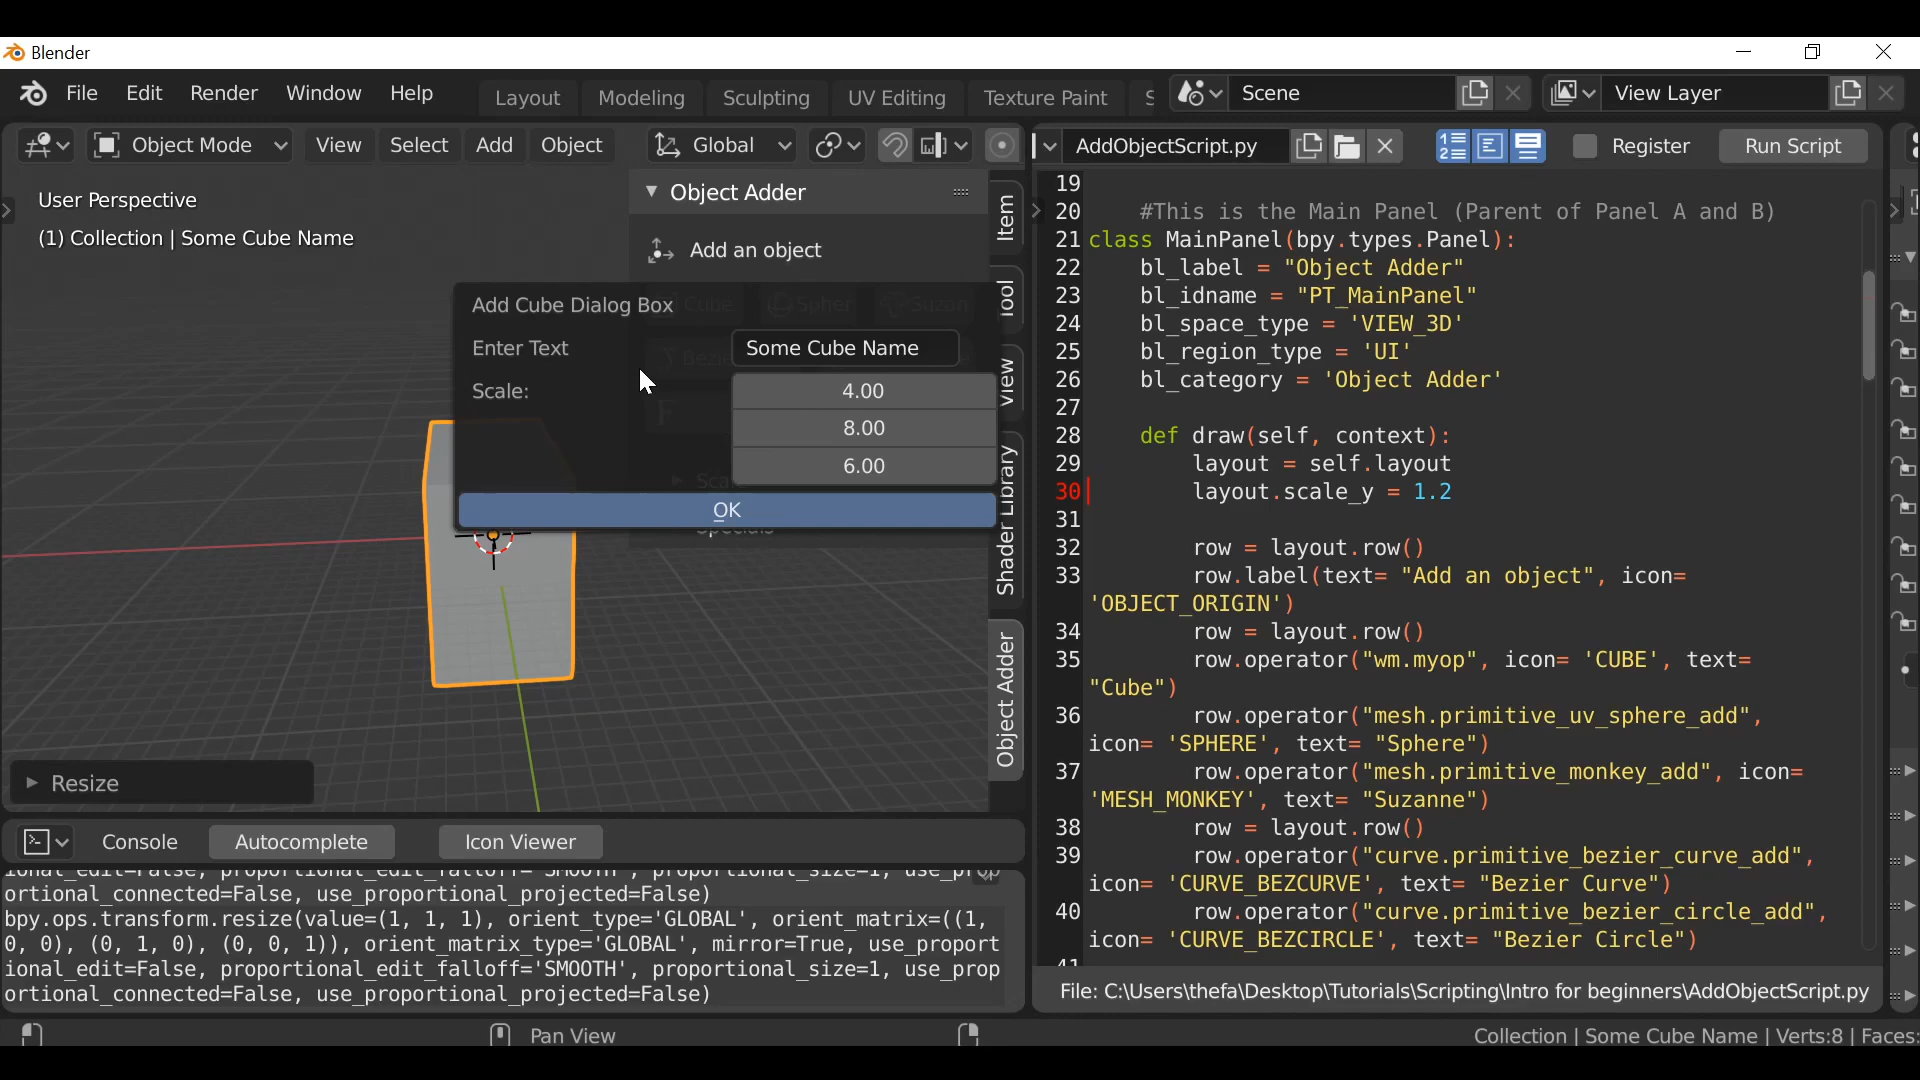 Blender
File Edit Render Window Help Layout Modeling Sculpting UV Editing Texture Paint S Scene View Layer
Object Mode View Select Add Object Global
User Perspective
(1) Collection | Some Cube Name
Object Adder
Add an object
Add Cube Dialog Box
Enter Text Some Cube Name
Scale: 4.00
8.00
6.00
OK
Item
Tool
View
Shader Library
Object Adder
Resize
Console Autocomplete Icon Viewer
ional_edit=False, proportional_edit_falloff='SMOOTH', proportional_size=1, use_prop
ortional_connected=False, use_proportional_projected=False)
bpy.ops.transform.resize(value=(1, 1, 1), orient_type='GLOBAL', orient_matrix=((1,
0, 0), (0, 1, 0), (0, 0, 1)), orient_matrix_type='GLOBAL', mirror=True, use_proport
ional_edit=False, proportional_edit_falloff='SMOOTH', proportional_size=1, use_prop
ortional_connected=False, use_proportional_projected=False)
AddObjectScript.py Register Run Script
19
20 #This is the Main Panel (Parent of Panel A and B)
21 class MainPanel(bpy.types.Panel):
22 bl_label = "Object Adder"
23 bl_idname = "PT_MainPanel"
24 bl_space_type = 'VIEW_3D'
25 bl_region_type = 'UI'
26 bl_category = 'Object Adder'
27
28 def draw(self, context):
29 layout = self.layout
30 layout.scale_y = 1.2
31
32 row = layout.row()
33 row.label(text= "Add an object", icon=
'OBJECT_ORIGIN')
34 row = layout.row()
35 row.operator("wm.myop", icon= 'CUBE', text=
"Cube")
36 row.operator("mesh.primitive_uv_sphere_add",
icon= 'SPHERE', text= "Sphere")
37 row.operator("mesh.primitive_monkey_add", icon=
'MESH_MONKEY', text= "Suzanne")
38 row = layout.row()
39 row.operator("curve.primitive_bezier_curve_add",
icon= 'CURVE_BEZCURVE', text= "Bezier Curve")
40 row.operator("curve.primitive_bezier_circle_add",
icon= 'CURVE_BEZCIRCLE', text= "Bezier Circle")
41
File: C:\Users\thefa\Desktop\Tutorials\Scripting\Intro for beginners\AddObjectScript.py
Pan View
Collection | Some Cube Name | Verts:8 | Faces: